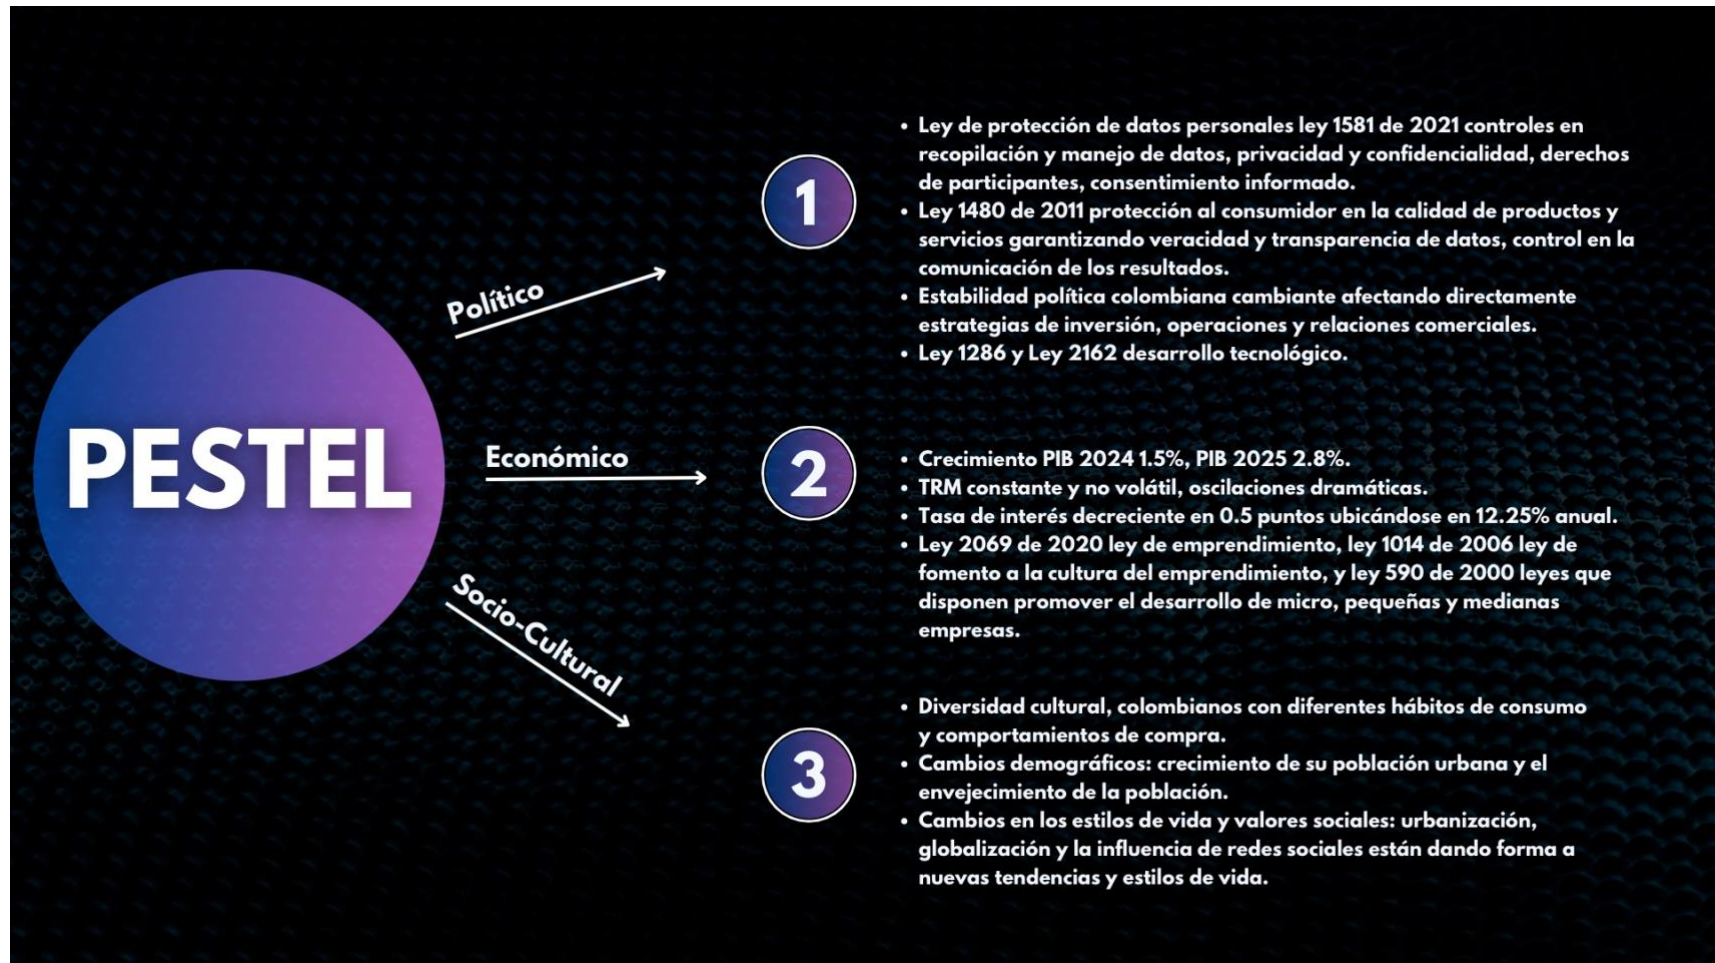 PESTEL
Político
1
• Ley de protección de datos personales ley 1581 de 2021 controles en
recopilación y manejo de datos, privacidad y confidencialidad, derechos
de participantes, consentimiento informado.
• Ley 1480 de 2011 protección al consumidor en la calidad de productos y
servicios garantizando veracidad y transparencia de datos, control en la
comunicación de los resultados.
• Estabilidad política colombiana cambiante afectando directamente
estrategias de inversión, operaciones y relaciones comerciales.
• Ley 1286 y Ley 2162 desarrollo tecnológico.
Económico
2
• Crecimiento PIB 2024 1.5%, PIB 2025 2.8%.
• TRM constante y no volátil, oscilaciones dramáticas.
• Tasa de interés decreciente en 0.5 puntos ubicándose en 12.25% anual.
• Ley 2069 de 2020 ley de emprendimiento, ley 1014 de 2006 ley de
fomento a la cultura del emprendimiento, y ley 590 de 2000 leyes que
disponen promover el desarrollo de micro, pequeñas y medianas
empresas.
Socio-Cultural
3
• Diversidad cultural, colombianos con diferentes hábitos de consumo
y comportamientos de compra.
• Cambios demográficos: crecimiento de su población urbana y el
envejecimiento de la población.
• Cambios en los estilos de vida y valores sociales: urbanización,
globalización y la influencia de redes sociales están dando forma a
nuevas tendencias y estilos de vida.